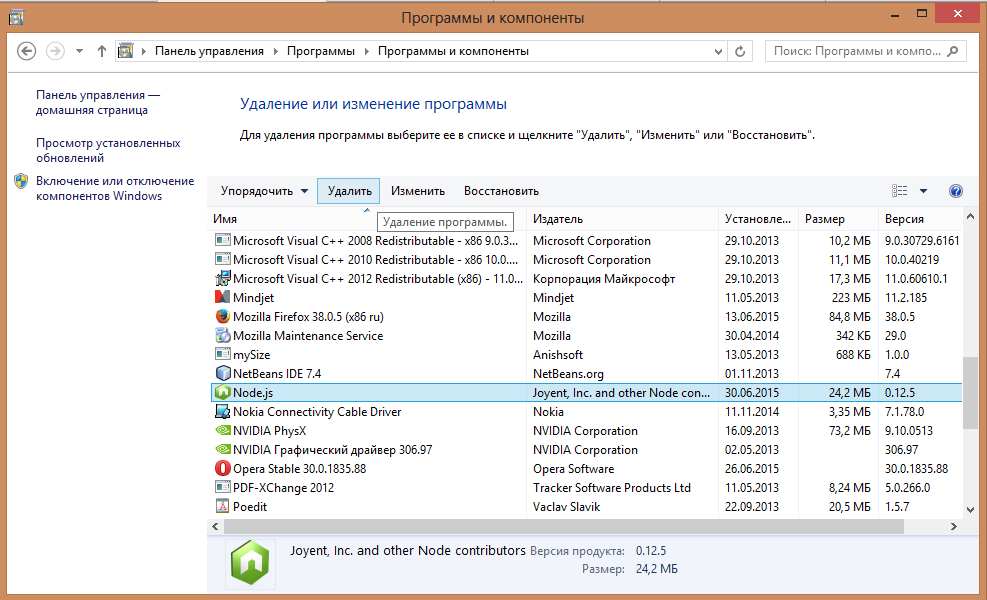 Программы и компоненты
Панель управления Программы Программы и компоненты
Поиск: Программы и компо...
Панель управления —
домашняя страница
Просмотр установленных
обновлений
Включение или отключение
компонентов Windows
Удаление или изменение программы
Для удаления программы выберите ее в списке и щелкните "Удалить", "Изменить" или "Восстановить".
Упорядочить Удалить Изменить Восстановить
Имя Издатель Установле... Размер Версия
Удаление программы.
Microsoft Visual C++ 2008 Redistributable - x86 9.0.3... Microsoft Corporation 29.10.2013 10,2 МБ 9.0.30729.6161
Microsoft Visual C++ 2010 Redistributable - x86 10.0.... Microsoft Corporation 29.10.2013 11,1 МБ 10.0.40219
Microsoft Visual C++ 2012 Redistributable (x86) - 11.0... Корпорация Майкрософт 29.10.2013 17,3 МБ 11.0.60610.1
Mindjet Mindjet 11.05.2013 223 МБ 11.2.185
Mozilla Firefox 38.0.5 (x86 ru) Mozilla 13.06.2015 84,8 МБ 38.0.5
Mozilla Maintenance Service Mozilla 30.04.2014 342 КБ 29.0
mySize Anishsoft 13.05.2013 688 КБ 1.0.0
NetBeans IDE 7.4 NetBeans.org 01.11.2013 7.4
Node.js Joyent, Inc. and other Node con... 30.06.2015 24,2 МБ 0.12.5
Nokia Connectivity Cable Driver Nokia 11.11.2014 3,35 МБ 7.1.78.0
NVIDIA PhysX NVIDIA Corporation 16.09.2013 73,2 МБ 9.10.0513
NVIDIA Графический драйвер 306.97 NVIDIA Corporation 02.05.2013 306.97
Opera Stable 30.0.1835.88 Opera Software 26.06.2015 30.0.1835.88
PDF-XChange 2012 Tracker Software Products Ltd 11.05.2013 8,24 МБ 5.0.266.0
Poedit Vaclav Slavik 22.09.2013 20,5 МБ 1.5.7
Joyent, Inc. and other Node contributors Версия продукта: 0.12.5
Размер: 24,2 МБ